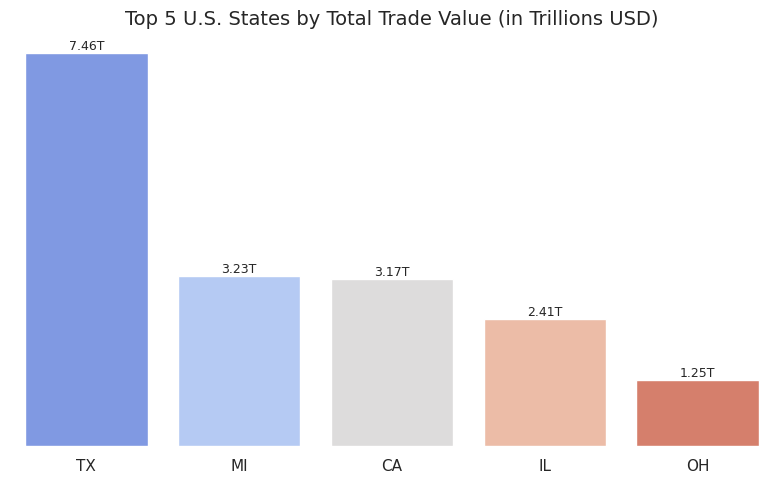 Top 5 U.S. States by Total Trade Value (in Trillions USD)
7.46T
3.23T
3.17T
2.41T
1.25T
TX
MI
CA
IL
OH